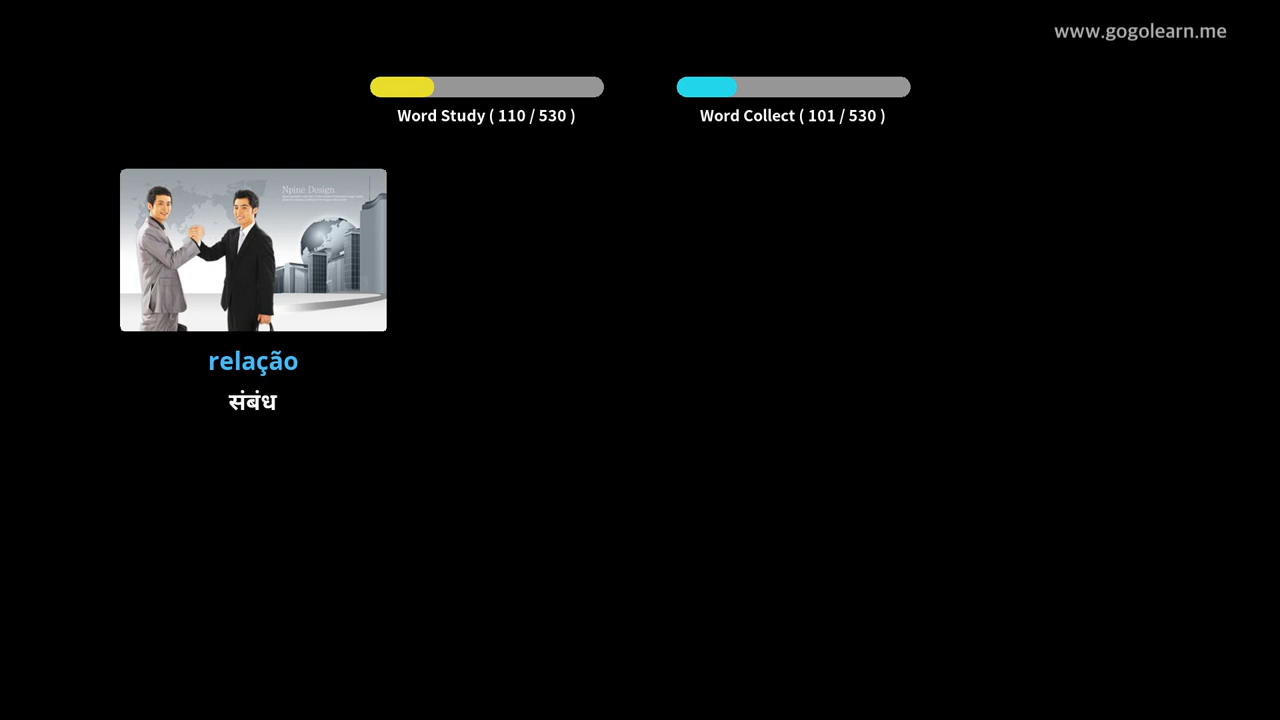 www.gogolearn.me
Word Study ( 110 / 530 )
Word Collect ( 101 / 530 )
Npine Design
relação
संबंध